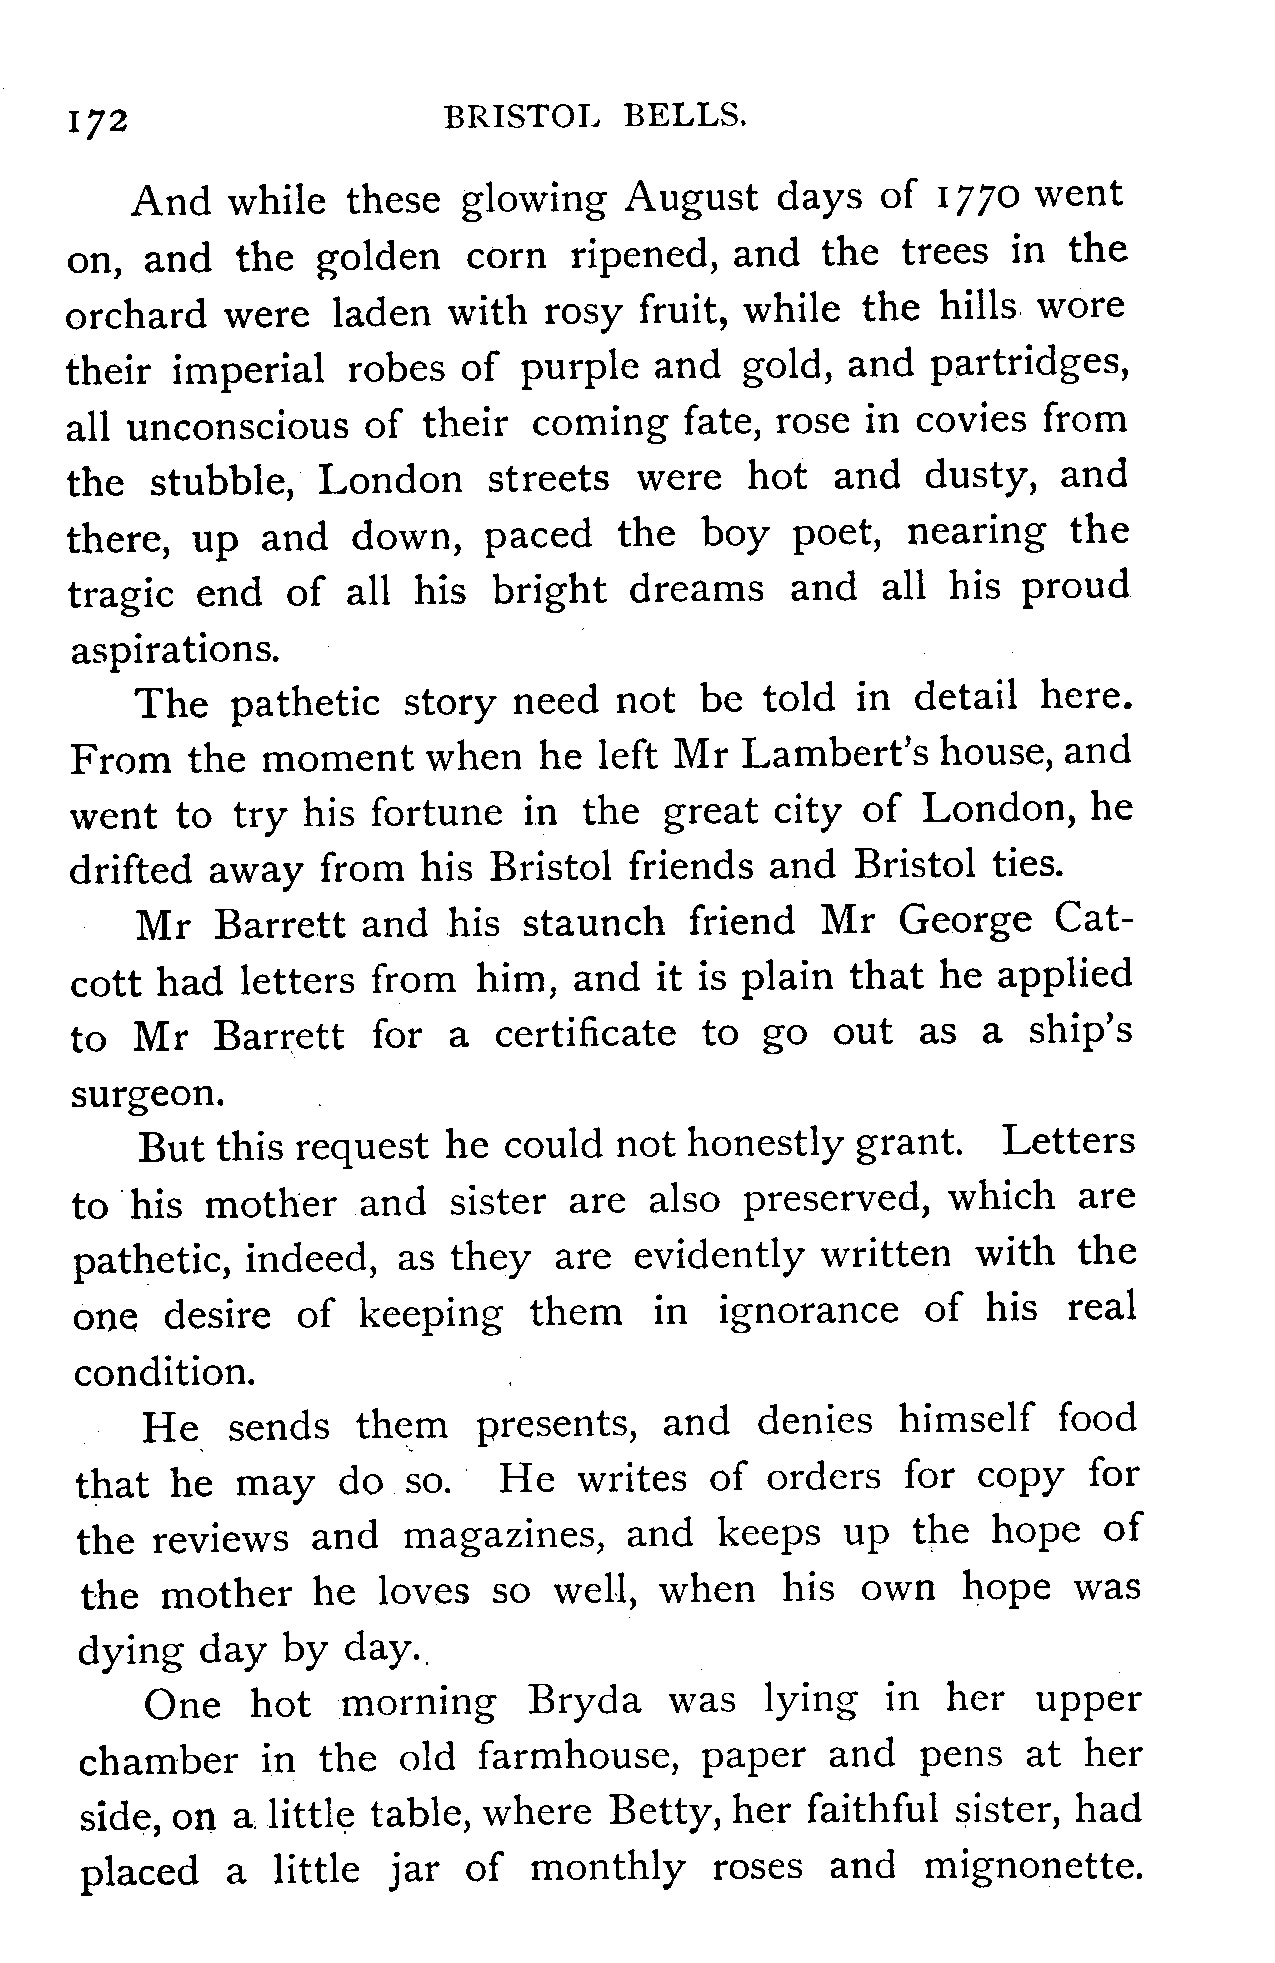 172 BRISTOL BELLS.
And while these glowing August days of 1770 went
on, and the golden corn ripened, and the trees in the
orchard were laden with rosy fruit, while the hills wore
their imperial robes of purple and gold, and partridges,
all unconscious of their coming fate, rose in covies from
the stubble, London streets were hot and dusty, and
there, up and down, paced the boy poet, nearing the
tragic end of all his bright dreams and all his proud
aspirations.
The pathetic story need not be told in detail here.
From the moment when he left Mr Lambert's house, and
went to try his fortune in the great city of London, he
drifted away from his Bristol friends and Bristol ties.
Mr Barrett and his staunch friend Mr George Cat-
cott had letters from him, and it is plain that he applied
to Mr Barrett for a certificate to go out as a ship's
surgeon.
But this request he could not honestly grant. Letters
to his mother and sister are also preserved, which are
pathetic, indeed, as they are evidently written with the
one desire of keeping them in ignorance of his real
condition.
He sends them presents, and denies himself food
that he may do so. He writes of orders for copy for
the reviews and magazines, and keeps up the hope of
the mother he loves so well, when his own hope was
dying day by day.
One hot morning Bryda was lying in her upper
chamber in the old farmhouse, paper and pens at her
side, on a little table, where Betty, her faithful sister, had
placed a little jar of monthly roses and mignonette.